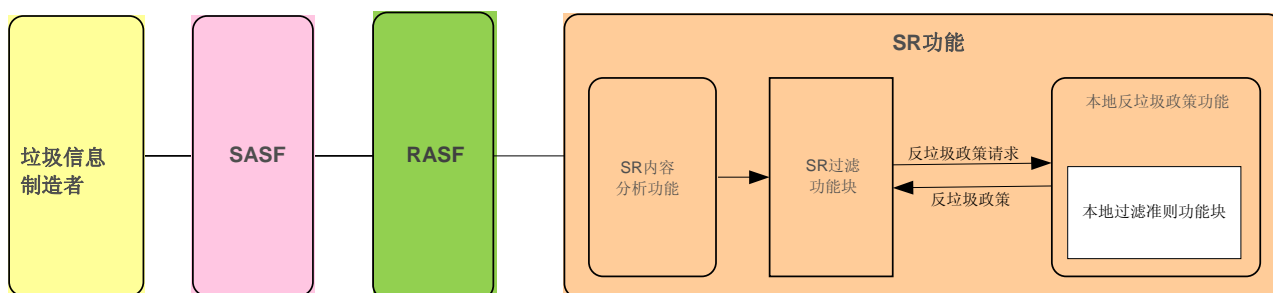 SR功能
垃圾信息
制造者
SASF
RASF
SR内容
分析功能
SR过滤
功能块
反垃圾政策请求
反垃圾政策
本地反垃圾政策功能
本地过滤准则功能块